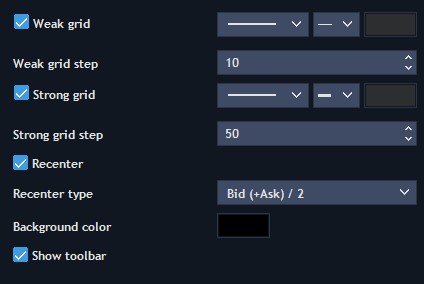 Weak grid
Weak grid step
10
Strong grid
Strong grid step
50
Recenter
Recenter type
Bid (+Ask) / 2
Background color
Show toolbar